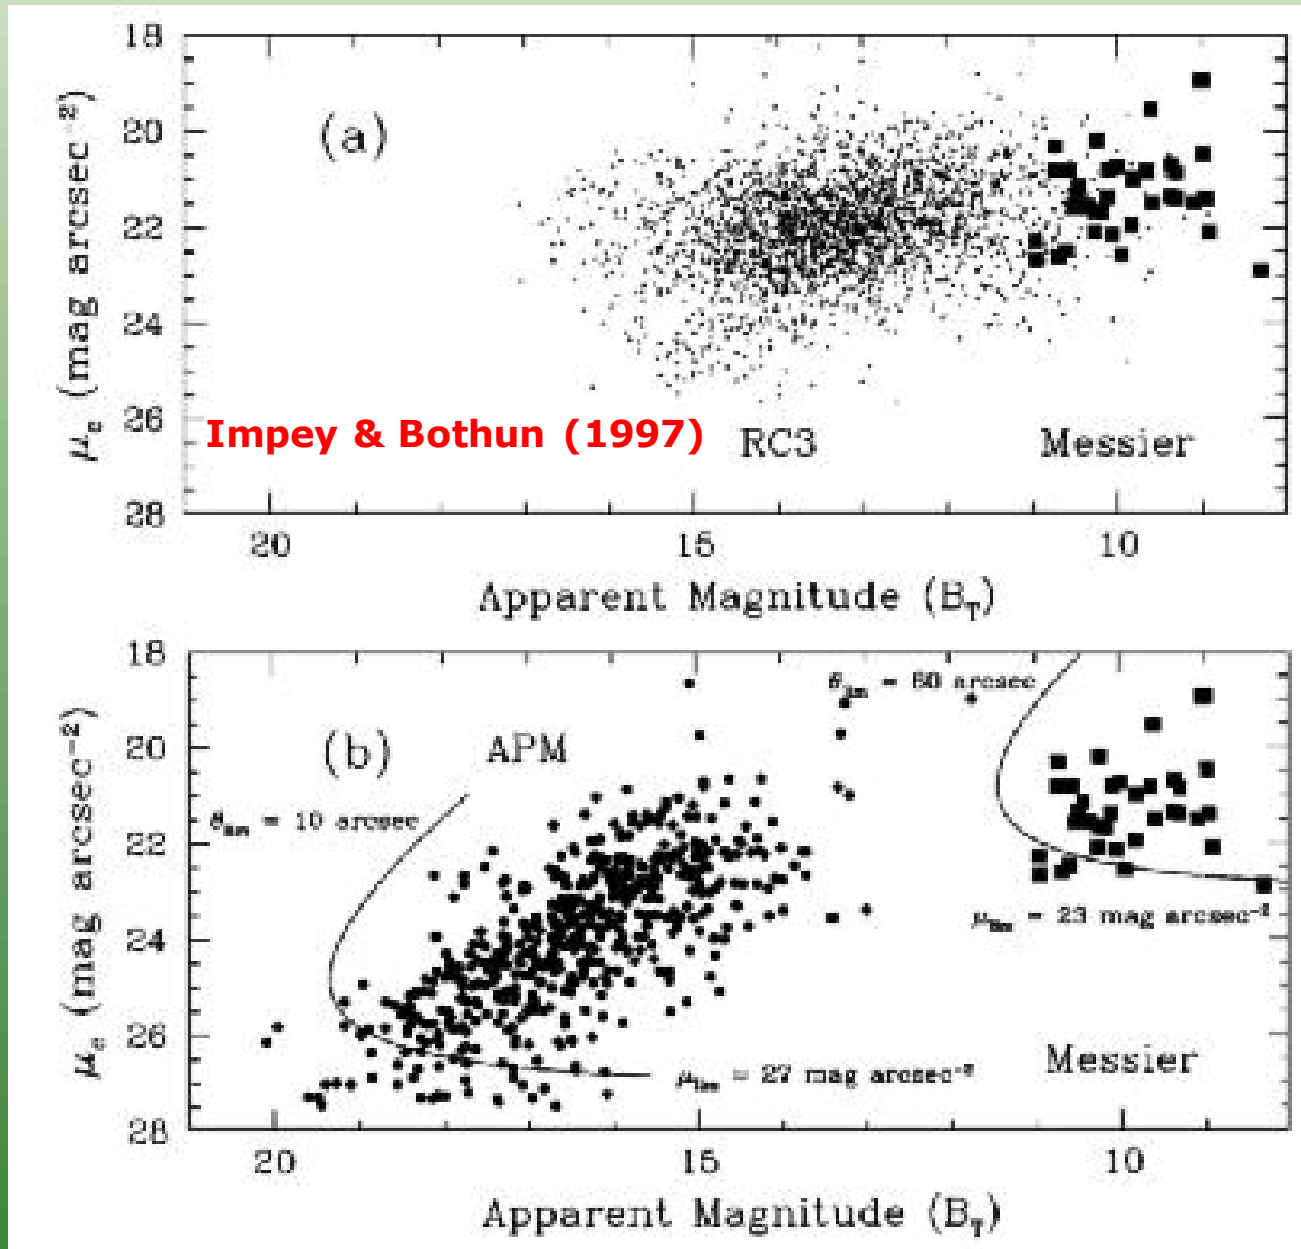 18
20
22
24
26
28
μe (mag arcsec⁻²)
(a)
Impey & Bothun (1997)
RC3
Messier
20
15
10
Apparent Magnitude (B_T)
18
20
22
24
26
28
μe (mag arcsec⁻²)
(b)
APM
θlim = 10 arcsec
θlim = 60 arcsec
μlim = 23 mag arcsec⁻²
μlim = 27 mag arcsec⁻²
Messier
20
15
10
Apparent Magnitude (B_T)